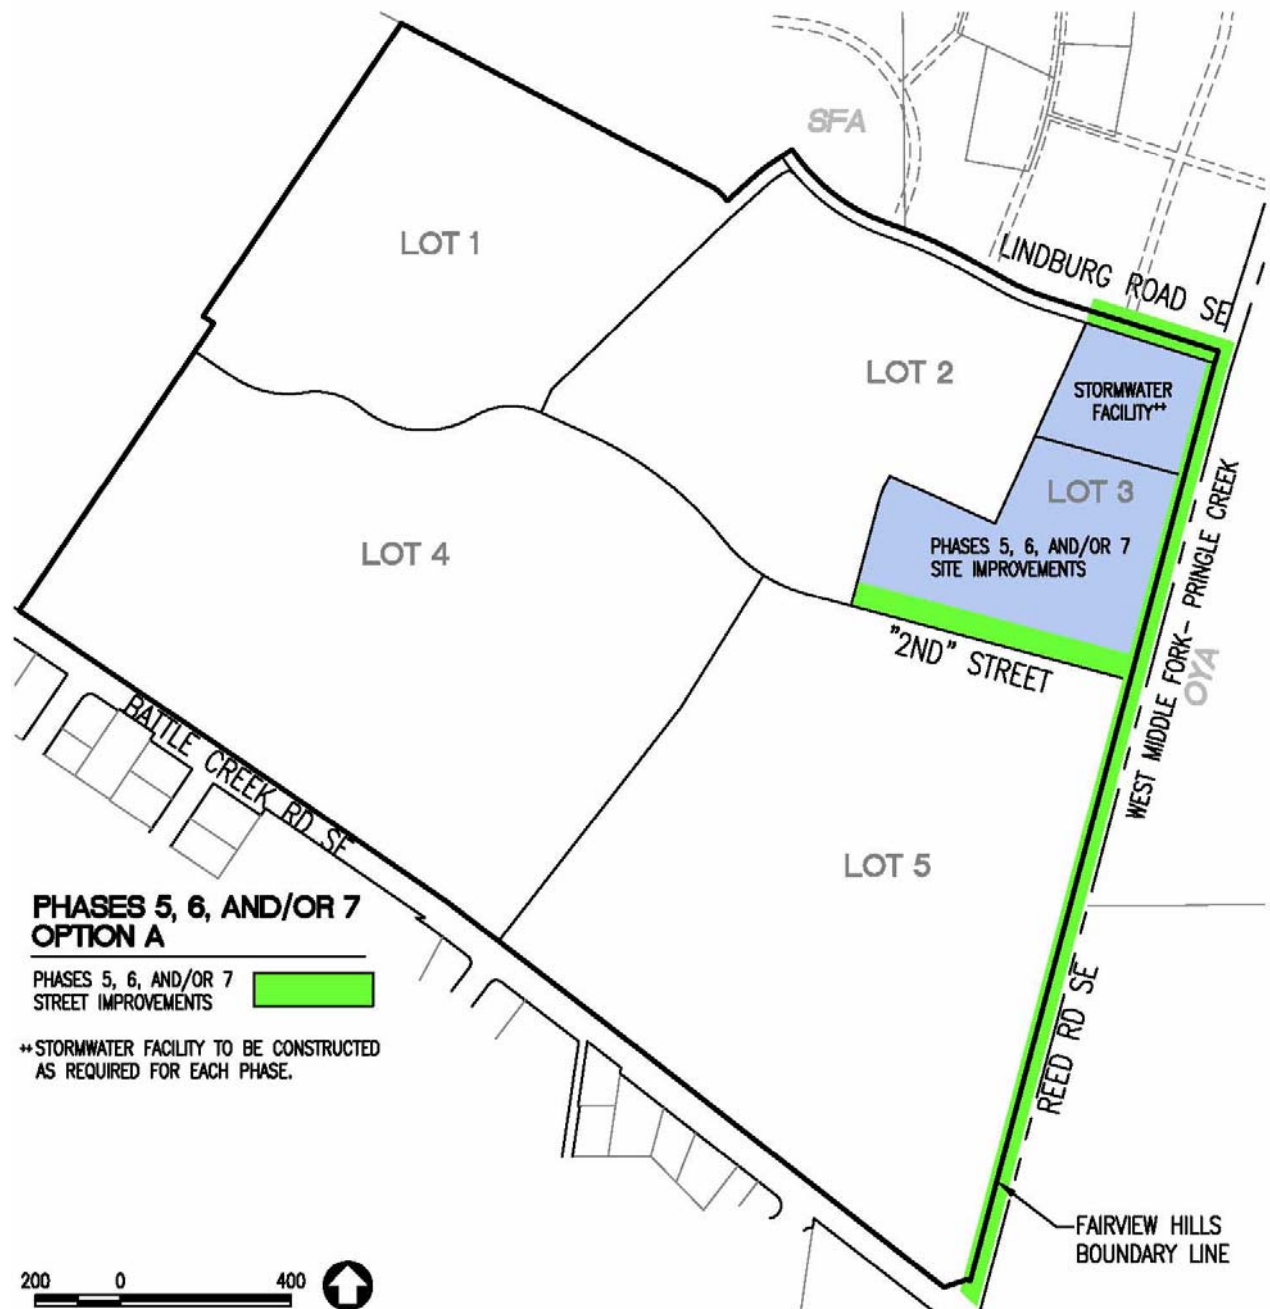 SFA
LOT 1
LINDBURG ROAD SE
LOT 2
STORMWATER
FACILITY++
LOT 3
PHASES 5, 6, AND/OR 7
SITE IMPROVEMENTS
WEST MIDDLE FORK- PRINGLE CREEK
OYA
LOT 4
"2ND" STREET
BATTLE CREEK RD SE
LOT 5
REED RD SE
PHASES 5, 6, AND/OR 7
OPTION A
PHASES 5, 6, AND/OR 7
STREET IMPROVEMENTS
++STORMWATER FACILITY TO BE CONSTRUCTED
AS REQUIRED FOR EACH PHASE.
FAIRVIEW HILLS
BOUNDARY LINE
200 0 400